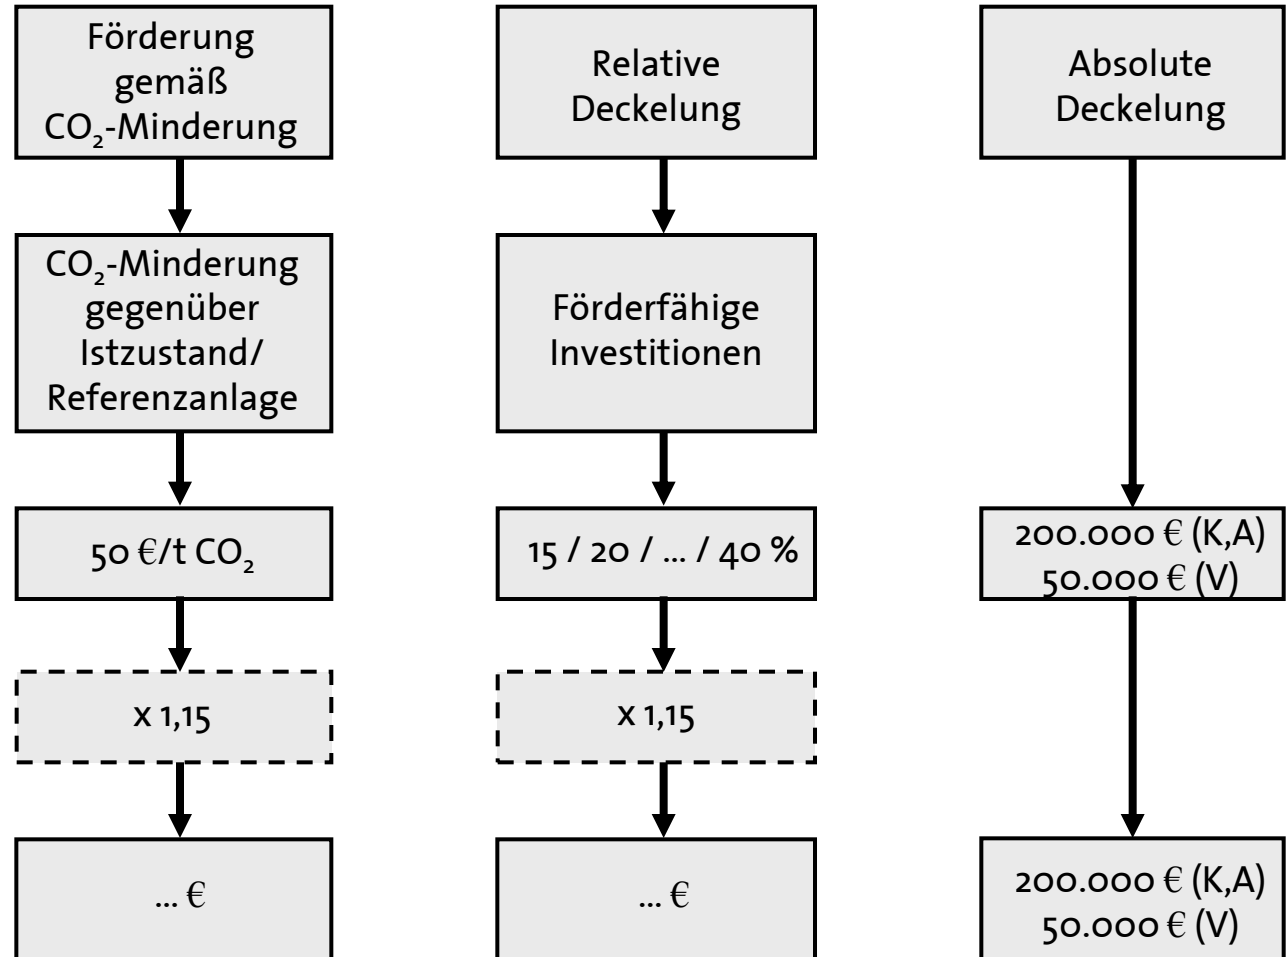 Förderung
gemäß
CO₂-Minderung
CO₂-Minderung
gegenüber
Istzustand/
Referenzanlage
50 €/t CO₂
x 1,15
... €
Relative
Deckelung
Förderfähige
Investitionen
15 / 20 / ... / 40 %
x 1,15
... €
Absolute
Deckelung
200.000 € (K,A)
50.000 € (V)
200.000 € (K,A)
50.000 € (V)